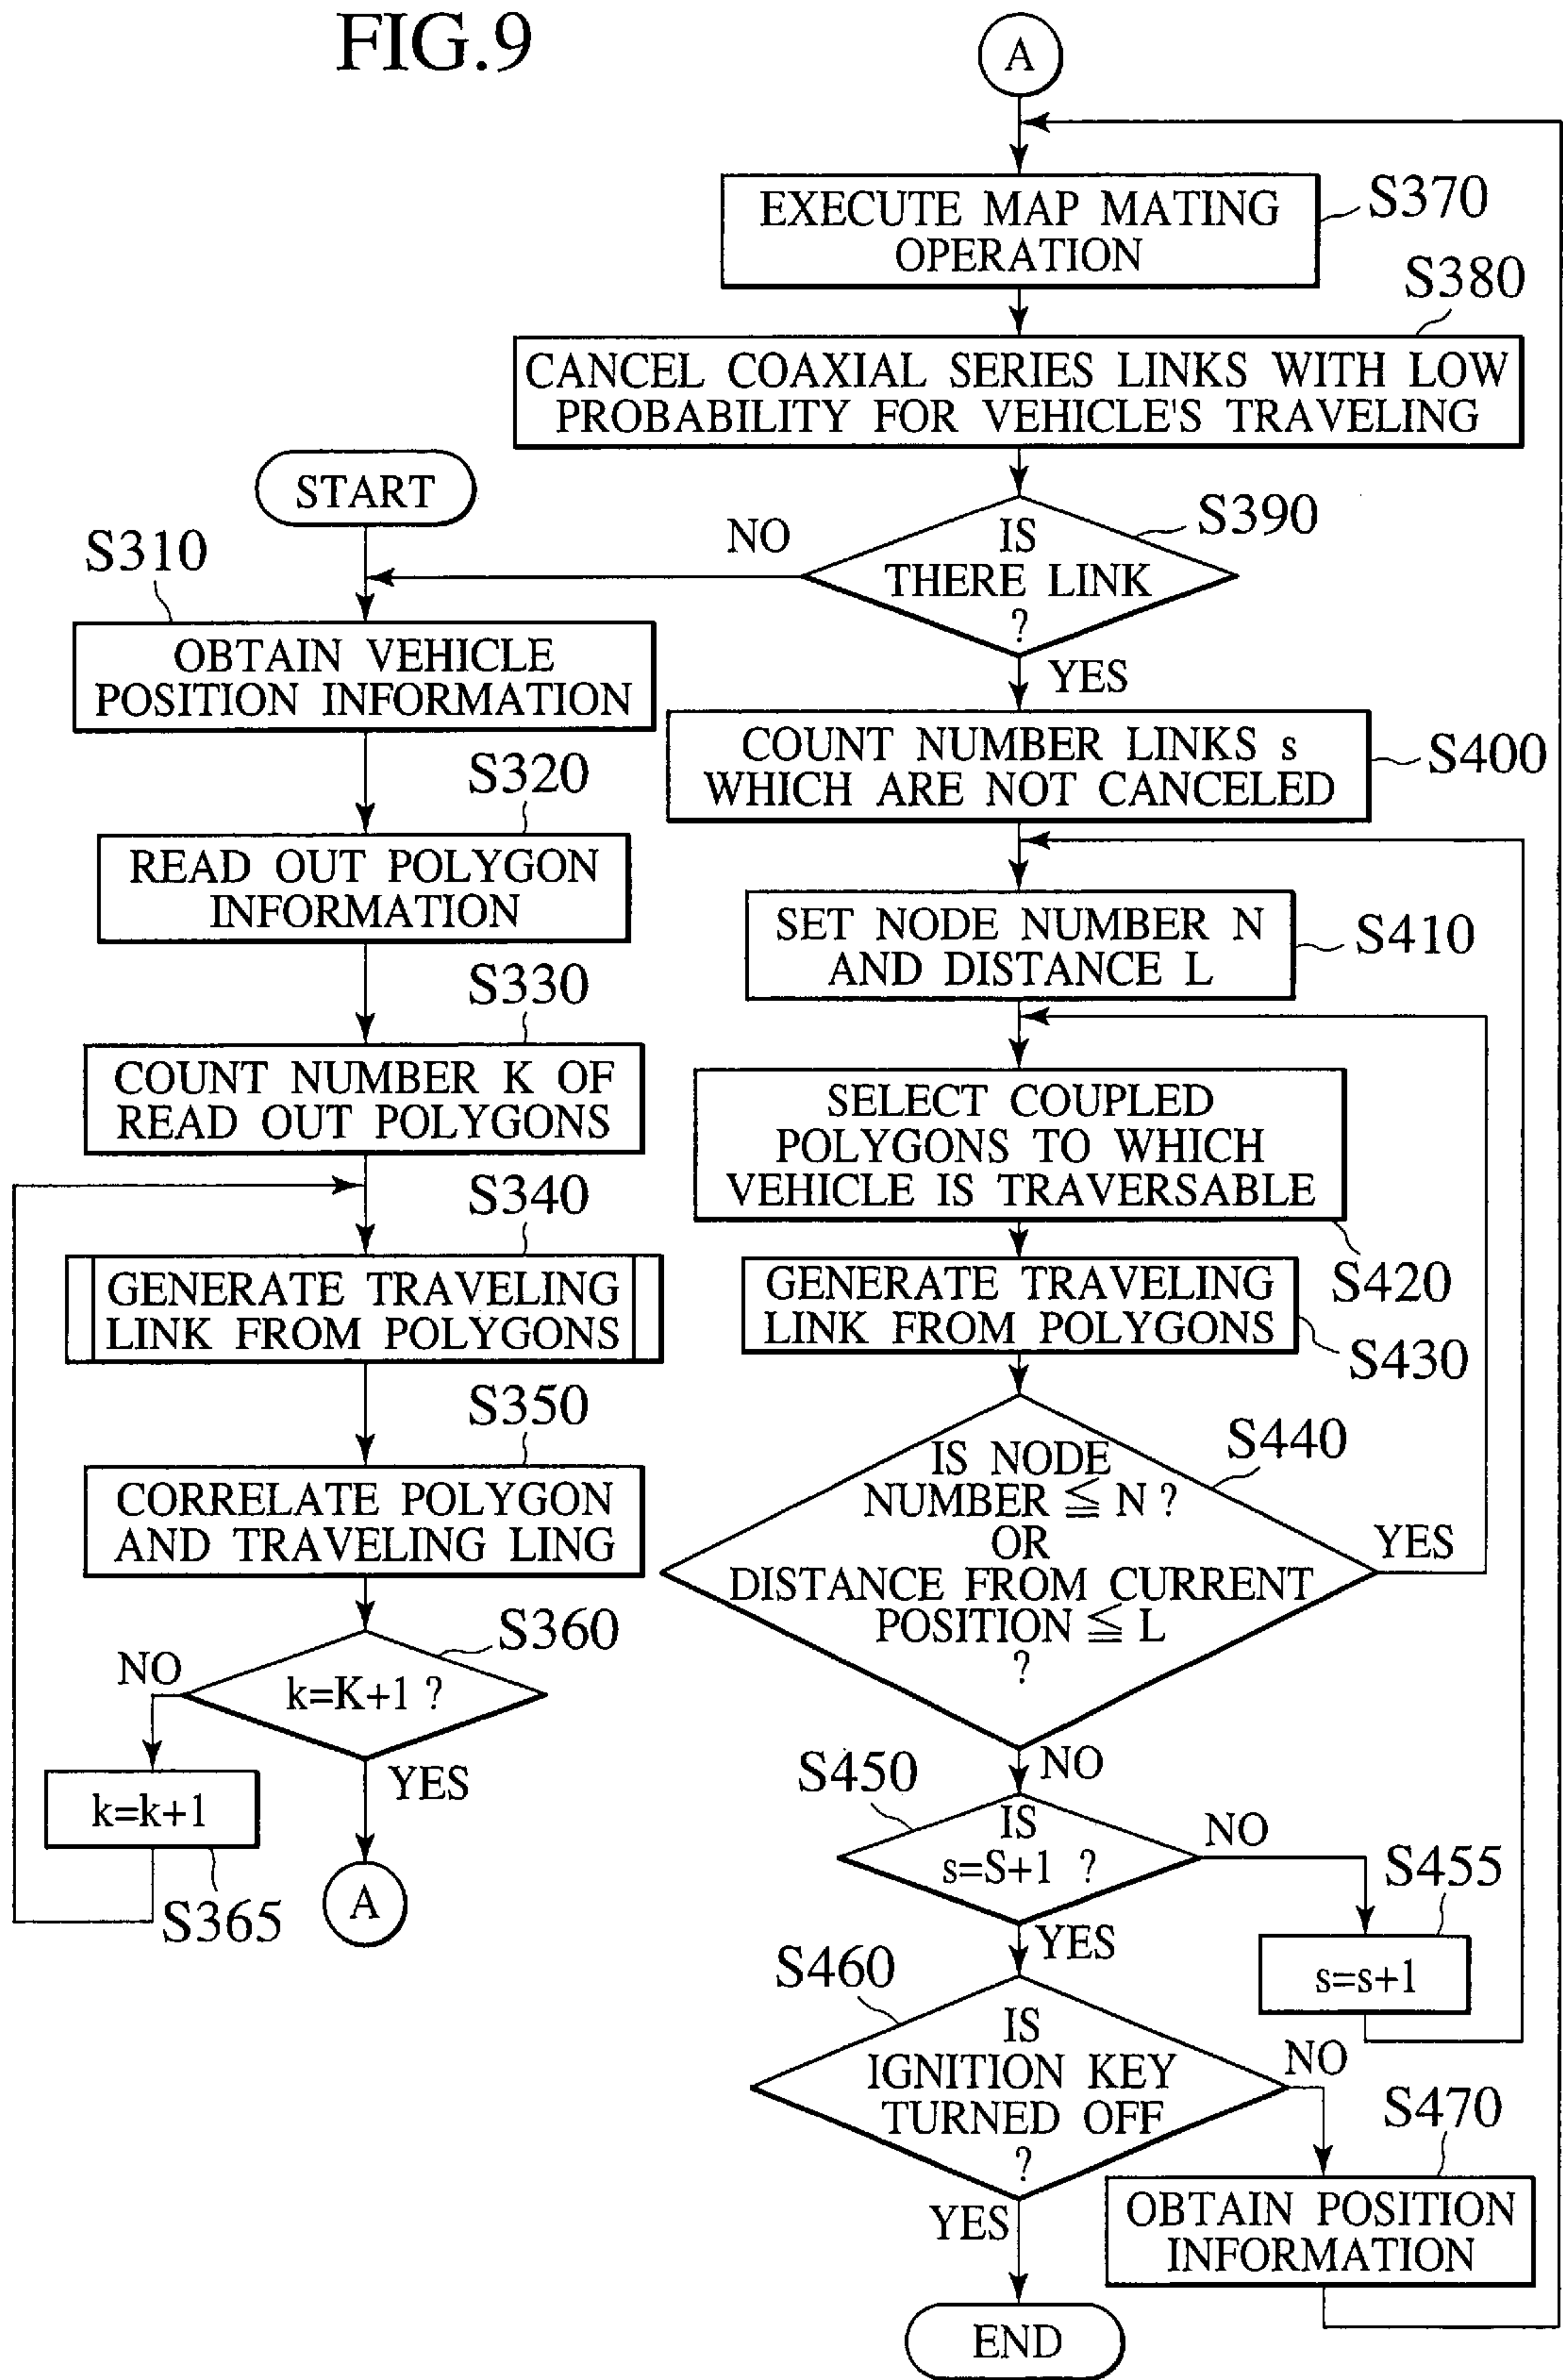 FIG.9
START
S310
OBTAIN VEHICLE
POSITION INFORMATION
S320
READ OUT POLYGON
INFORMATION
S330
COUNT NUMBER K OF
READ OUT POLYGONS
S340
GENERATE TRAVELING
LINK FROM POLYGONS
S350
CORRELATE POLYGON
AND TRAVELING LING
S360
k=K+1 ?
NO
YES
k=k+1
S365
A
A
EXECUTE MAP MATING
OPERATION
S370
S380
CANCEL COAXIAL SERIES LINKS WITH LOW
PROBABILITY FOR VEHICLE'S TRAVELING
S390
IS
THERE LINK
?
NO
YES
COUNT NUMBER LINKS s
WHICH ARE NOT CANCELED
S400
SET NODE NUMBER N
AND DISTANCE L
S410
SELECT COUPLED
POLYGONS TO WHICH
VEHICLE IS TRAVERSABLE
S420
GENERATE TRAVELING
LINK FROM POLYGONS
S430
S440
IS NODE
NUMBER ≦ N ?
OR
DISTANCE FROM CURRENT
POSITION ≦ L
?
YES
NO
S450
IS
s=S+1 ?
NO
YES
S455
s=s+1
S460
IS
IGNITION KEY
TURNED OFF
?
NO
YES
S470
OBTAIN POSITION
INFORMATION
END